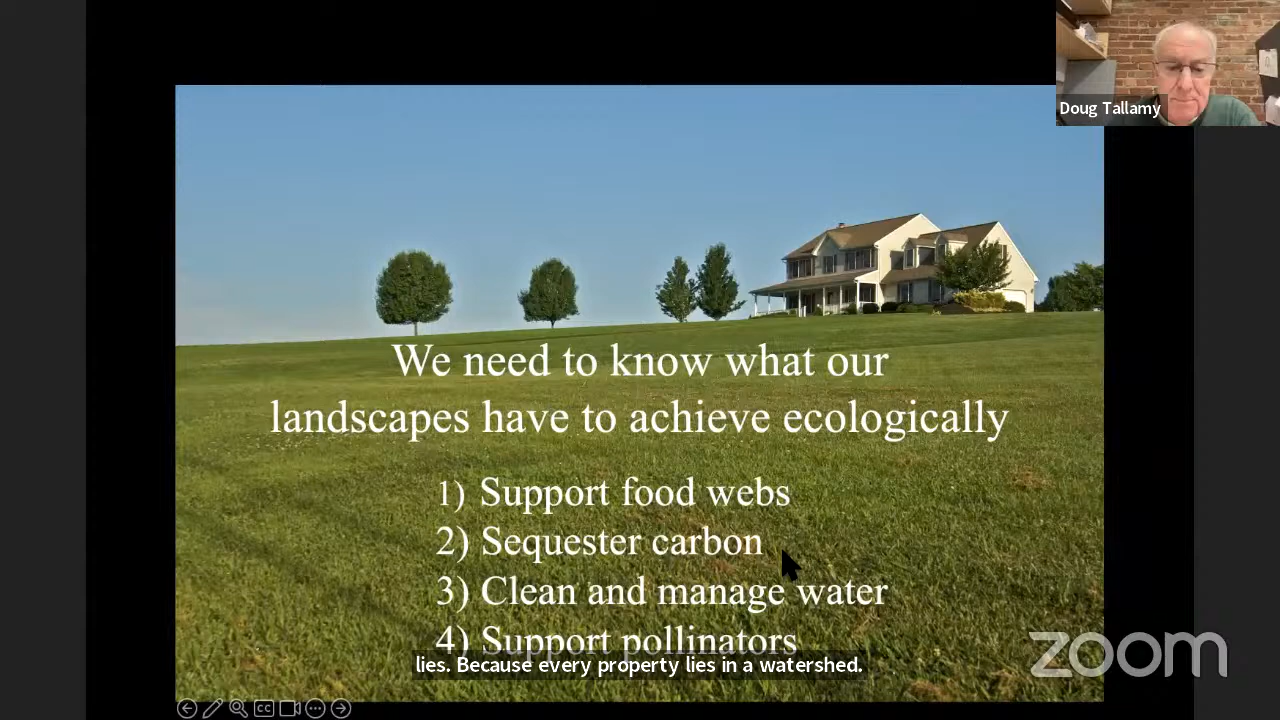 Doug Tallamy
We need to know what our
landscapes have to achieve ecologically
1) Support food webs
2) Sequester carbon
3) Clean and manage water
4) Support pollinators
lies. Because every property lies in a watershed.
zoom
CC